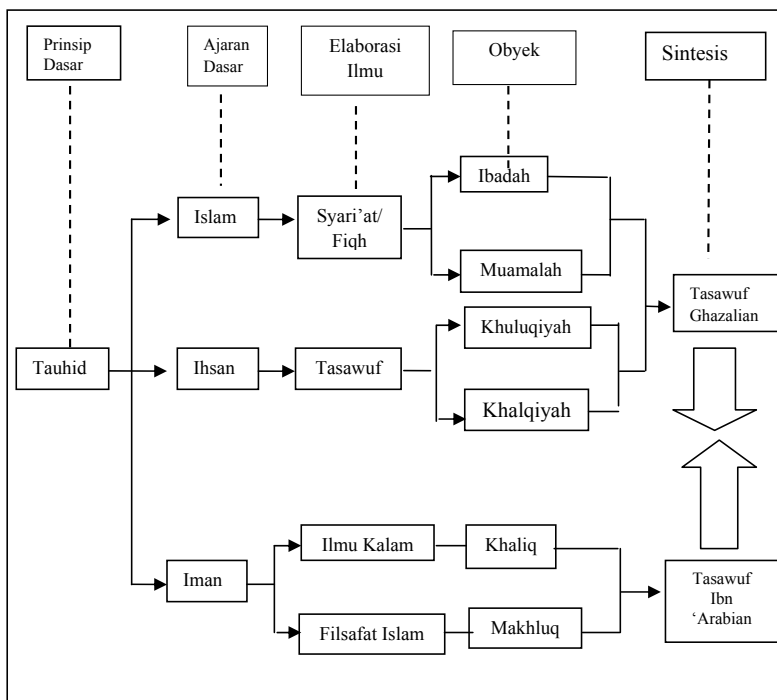 Prinsip
Dasar
Ajaran
Dasar
Elaborasi
Ilmu
Obyek
Sintesis
Ibadah
Islam
Syari’at/
Fiqh
Muamalah
Tasawuf
Ghazalian
Khuluqiyah
Tauhid
Ihsan
Tasawuf
Khalqiyah
Ilmu Kalam
Khaliq
Iman
Tasawuf
Ibn
‘Arabian
Filsafat Islam
Makhluq